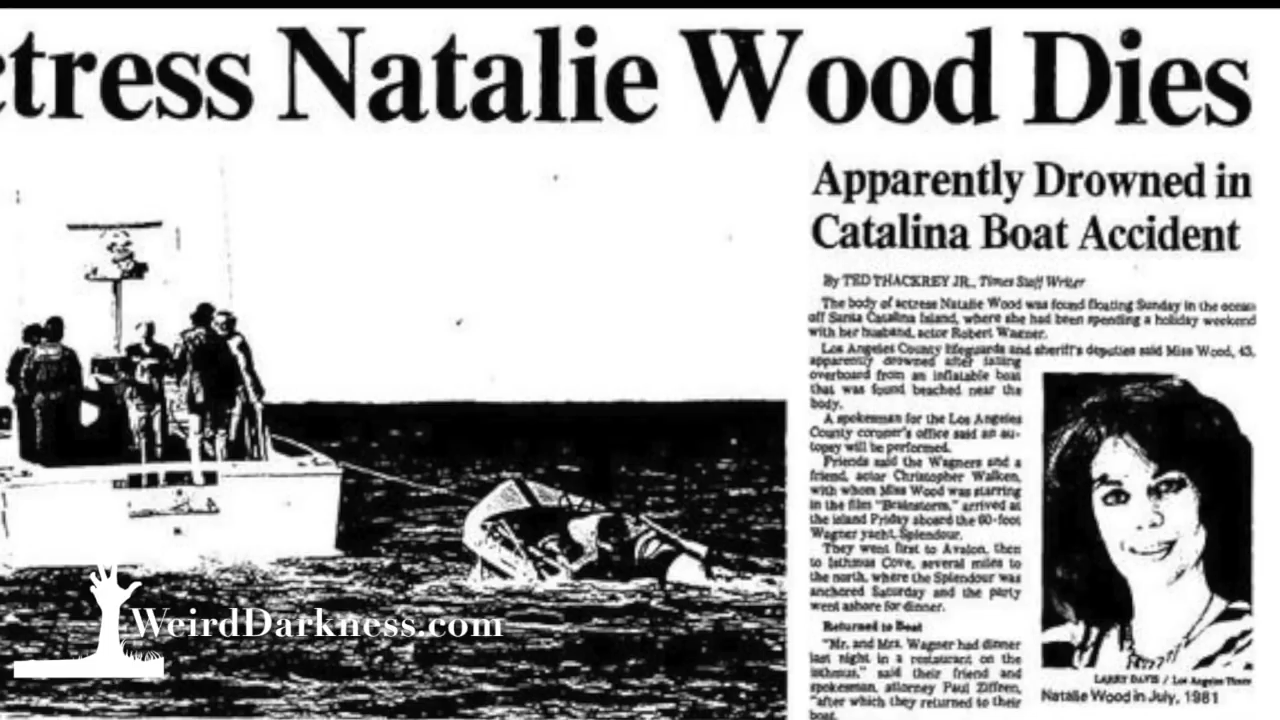 ctress Natalie Wood Dies
Apparently Drowned in
Catalina Boat Accident
By TED THACKREY JR., Times Staff Writer
The body of actress Natalie Wood was found floating Sunday in the ocean
off Santa Catalina Island, where she had been spending a holiday weekend
with her husband, actor Robert Wagner.
Los Angeles County lifeguards and sheriff's deputies said Miss Wood, 43,
apparently drowned after falling
overboard from an inflatable boat
that was found beached near the
body.
A spokesman for the Los Angeles
County coroner's office said an au-
topsy will be performed.
Friends said the Wagners and a
friend, actor Christopher Walken,
with whom Miss Wood was starring
in the film "Brainstorm," arrived at
the island Friday aboard the 60-foot
Wagner yacht, Splendour.
They went first to Avalon, then
to Isthmus Cove, several miles to
the north, where the Splendour was
anchored Saturday and the party
went ashore for dinner.
Returned to Boat
"Mr. and Mrs. Wagner had dinner
last night in a restaurant on the
isthmus," said their friend and
spokesman, attorney Paul Ziffren,
"after which they returned to their
boat.
LARRY DAVIS / Los Angeles Times
Natalie Wood in July, 1981
WeirdDarkness.com